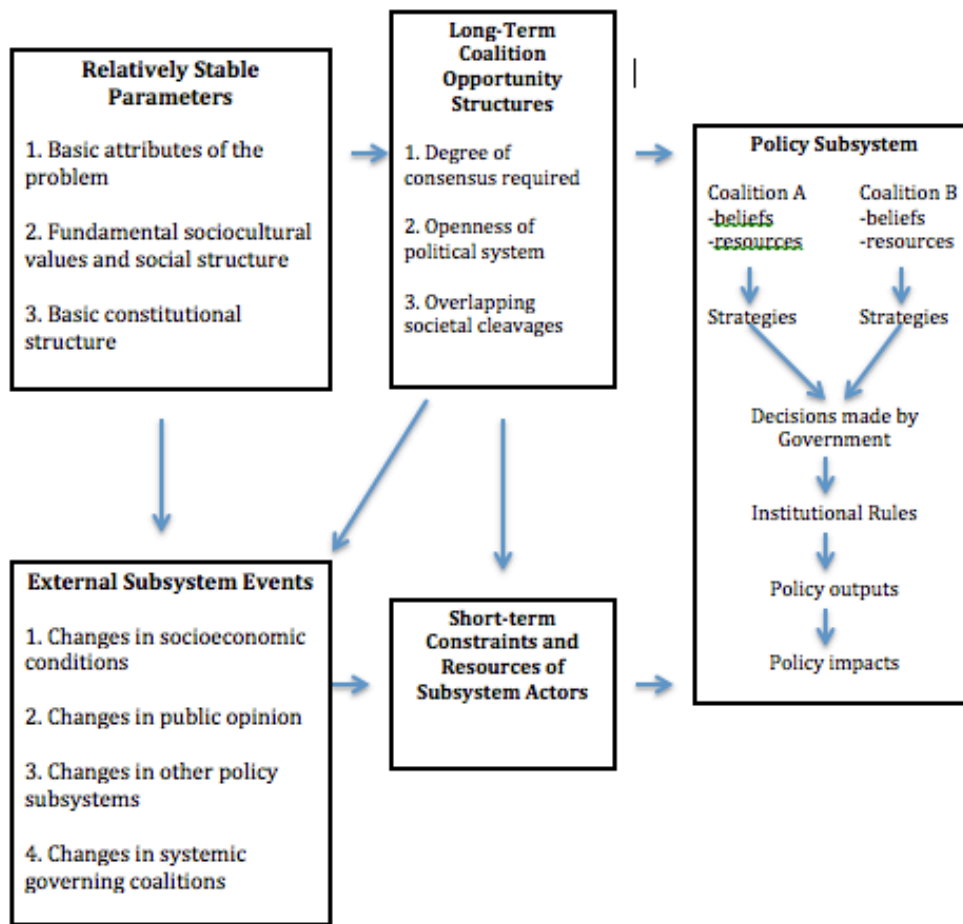 Relatively Stable
Parameters
1. Basic attributes of the
problem
2. Fundamental sociocultural
values and social structure
3. Basic constitutional
structure
Long-Term
Coalition
Opportunity
Structures
1. Degree of
consensus required
2. Openness of
political system
3. Overlapping
societal cleavages
Policy Subsystem
Coalition A
-beliefs
-resources
Coalition B
-beliefs
-resources
Strategies
Strategies
Decisions made by
Government
Institutional Rules
Policy outputs
Policy impacts
External Subsystem Events
1. Changes in socioeconomic
conditions
2. Changes in public opinion
3. Changes in other policy
subsystems
4. Changes in systemic
governing coalitions
Short-term
Constraints and
Resources of
Subsystem Actors